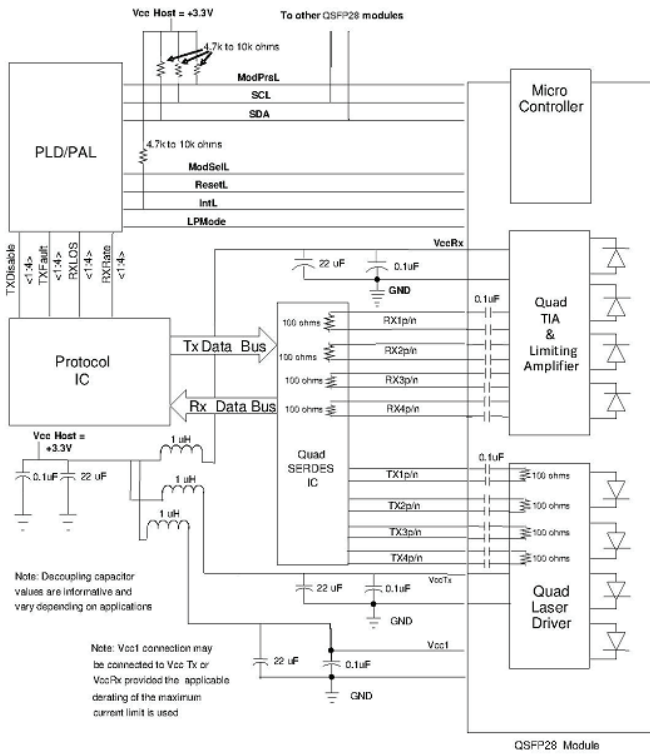 Vcc Host = +3.3V
To other QSFP28 modules
4.7k to 10k ohms
ModPrsL
SCL
SDA
Micro
Controller
PLD/PAL
4.7k to 10k ohms
ModSelL
ResetL
IntL
LPMode
TXDisable
<1:4>
TXFault
<1:4>
RXLOS
<1:4>
RXRate
<1:4>
VccRx
22 uF
0.1uF
GND
0.1uF
Quad
TIA
&
Limiting
Amplifier
100 ohms
RX1p/n
100 ohms
RX2p/n
100 ohms
RX3p/n
100 ohms
RX4p/n
Protocol
IC
Tx Data Bus
Rx Data Bus
Vcc Host =
+3.3V
0.1uF
22 uF
1 uH
1 uH
1 uH
Quad
SERDES
IC
0.1uF
TX1p/n
100 ohms
TX2p/n
100 ohms
TX3p/n
100 ohms
TX4p/n
100 ohms
VccTx
22 uF
0.1uF
GND
Quad
Laser
Driver
Note: Decoupling capacitor
values are informative and
vary depending on applications
Vcc1
22 uF
0.1uF
GND
Note: Vcc1 connection may
be connected to Vcc Tx or
VccRx provided the applicable
derating of the maximum
current limit is used
QSFP28 Module